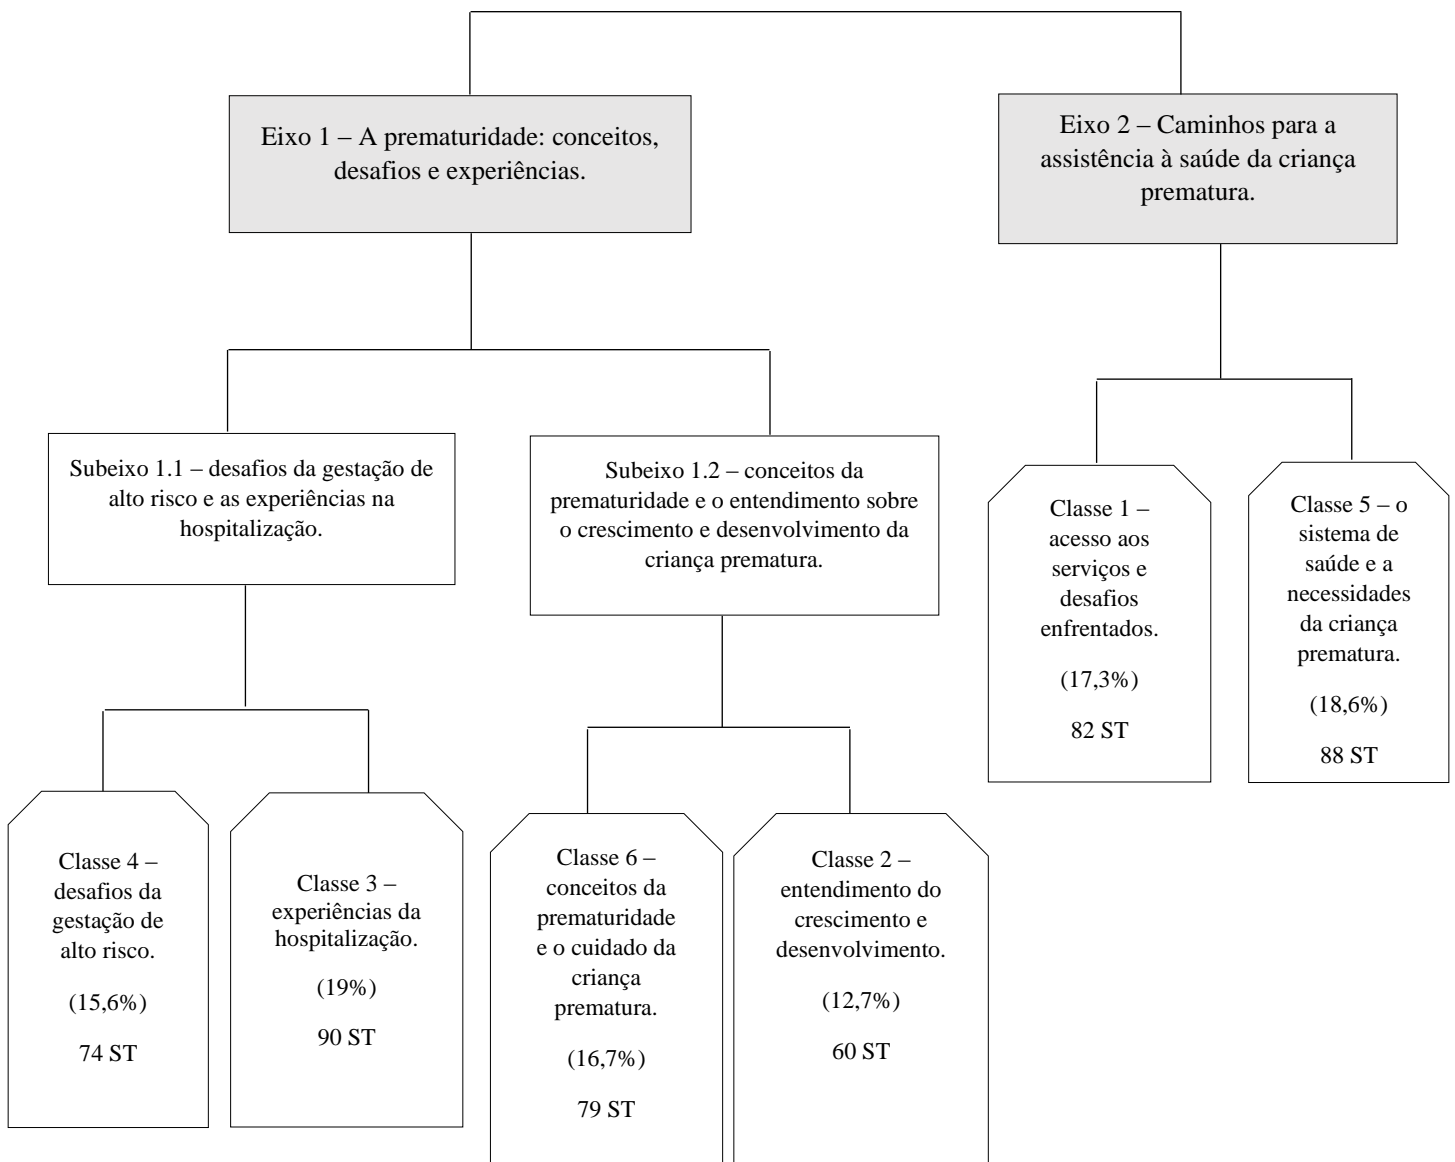 Eixo 1 – A prematuridade: conceitos,
desafios e experiências.
Eixo 2 – Caminhos para a
assistência à saúde da criança
prematura.
Subeixo 1.1 – desafios da gestação de
alto risco e as experiências na
hospitalização.
Subeixo 1.2 – conceitos da
prematuridade e o entendimento sobre
o crescimento e desenvolvimento da
criança prematura.
Classe 1 –
acesso aos
serviços e
desafios
enfrentados.
(17,3%)
82 ST
Classe 5 – o
sistema de
saúde e a
necessidades
da criança
prematura.
(18,6%)
88 ST
Classe 4 –
desafios da
gestação de
alto risco.
(15,6%)
74 ST
Classe 3 –
experiências da
hospitalização.
(19%)
90 ST
Classe 6 –
conceitos da
prematuridade
e o cuidado da
criança
prematura.
(16,7%)
79 ST
Classe 2 –
entendimento do
crescimento e
desenvolvimento.
(12,7%)
60 ST